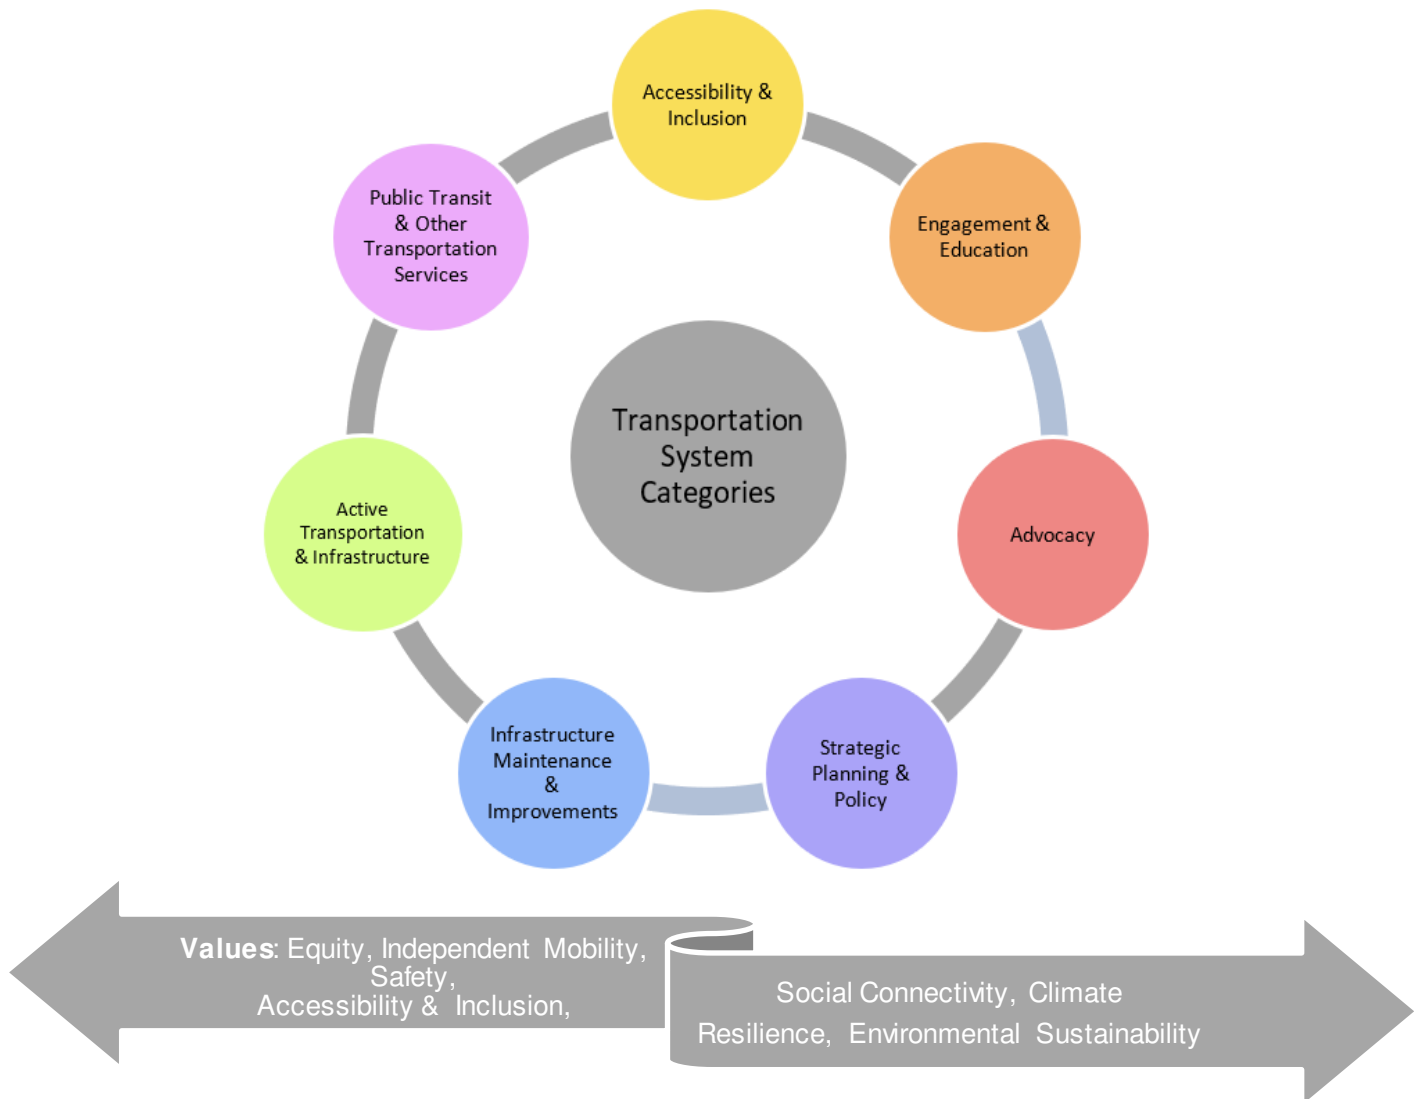 Accessibility &
Inclusion
Engagement &
Education
Advocacy
Strategic
Planning &
Policy
Infrastructure
Maintenance
&
Improvements
Active
Transportation
& Infrastructure
Public Transit
& Other
Transportation
Services
Transportation
System
Categories
Values: Equity, Independent Mobility,
Safety,
Accessibility & Inclusion,
Social Connectivity, Climate
Resilience, Environmental Sustainability